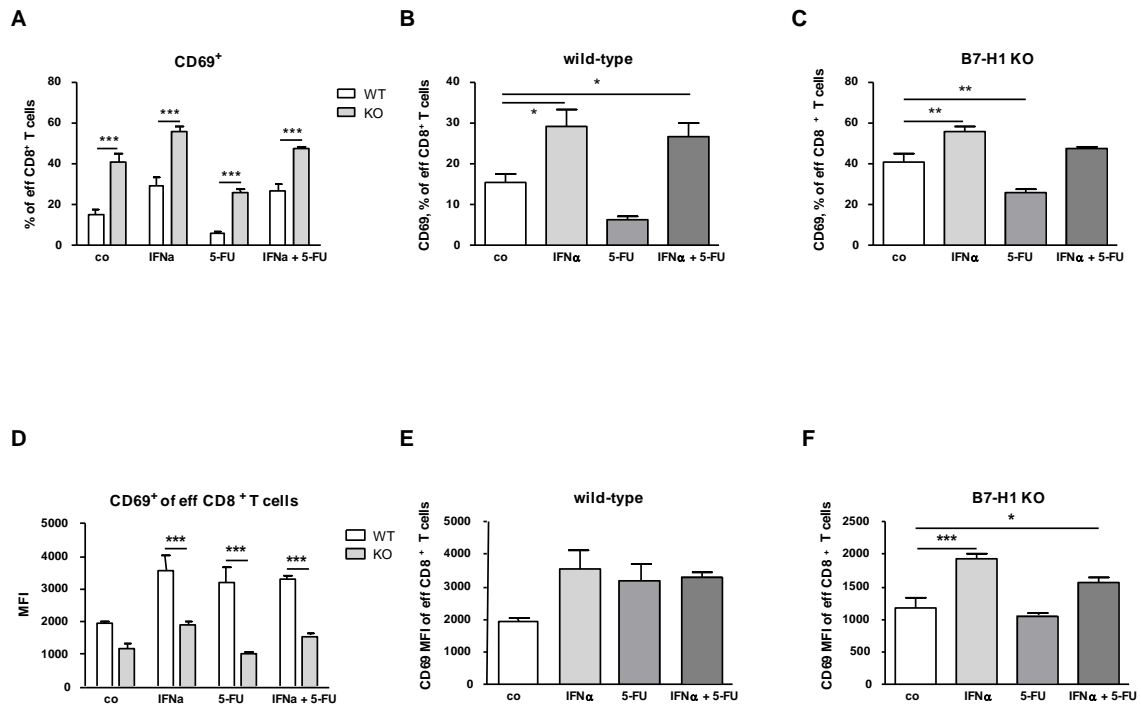 A
CD69⁺
% of eff CD8⁺ T cells
80
60
40
20
0
***
***
***
***
co
IFNa
5-FU
IFNa + 5-FU
WT
KO
B
wild-type
CD69, % of eff CD8⁺ T cells
40
30
20
10
0
*
*
co
IFNα
5-FU
IFNα + 5-FU
C
B7-H1 KO
CD69, % of eff CD8 ⁺ T cells
80
60
40
20
0
**
**
co
IFNα
5-FU
IFNα + 5-FU
D
CD69⁺ of eff CD8 ⁺ T cells
MFI
5000
4000
3000
2000
1000
0
***
***
***
co
IFNa
5-FU
IFNa + 5-FU
WT
KO
E
wild-type
CD69 MFI of eff CD8 ⁺ T cells
5000
4000
3000
2000
1000
0
co
IFNα
5-FU
IFNα + 5-FU
F
B7-H1 KO
CD69 MFI of eff CD8 ⁺ T cells
2500
2000
1500
1000
500
0
*
***
co
IFNα
5-FU
IFNα + 5-FU